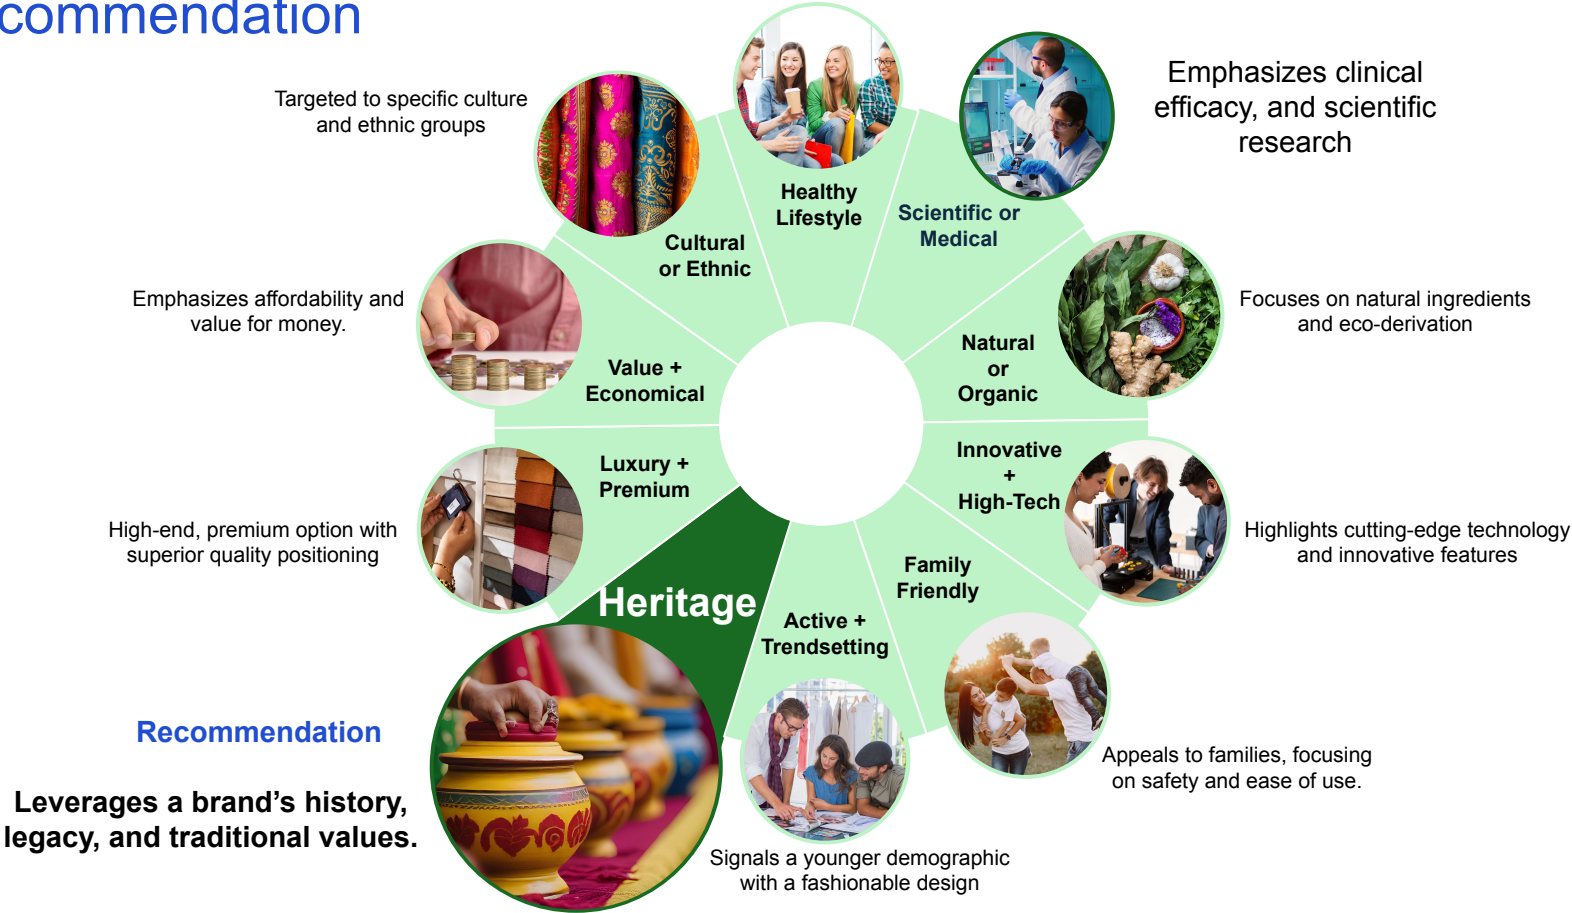 commendation
Targeted to specific culture
and ethnic groups
Healthy
Lifestyle
Emphasizes clinical
efficacy, and scientific
research
Scientific or
Medical
Cultural
or Ethnic
Emphasizes affordability and
value for money.
Value +
Economical
Natural
or
Organic
Focuses on natural ingredients
and eco-derivation
Luxury +
Premium
High-end, premium option with
superior quality positioning
Innovative
+
High-Tech
Highlights cutting-edge technology
and innovative features
Family
Friendly
Appeals to families, focusing
on safety and ease of use.
Active +
Trendsetting
Signals a younger demographic
with a fashionable design
Heritage
Recommendation
Leverages a brand’s history,
legacy, and traditional values.